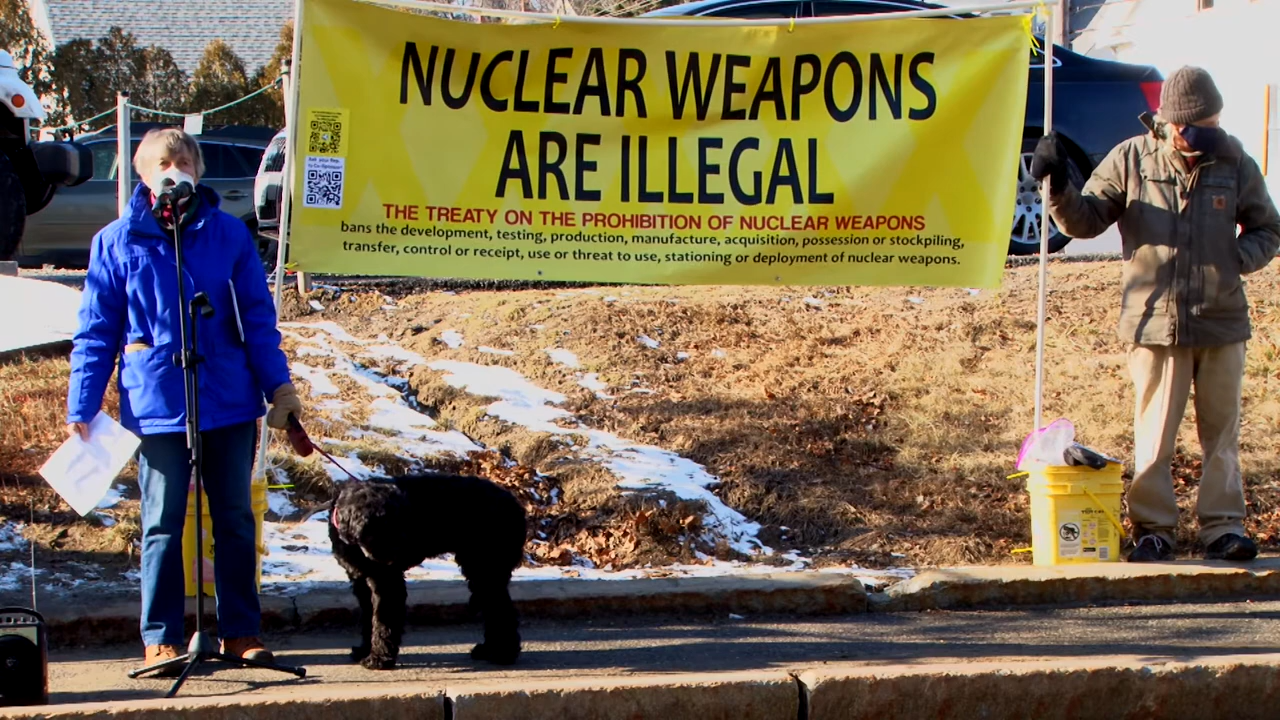 NUCLEAR WEAPONS
ARE ILLEGAL
THE TREATY ON THE PROHIBITION OF NUCLEAR WEAPONS
bans the development, testing, production, manufacture, acquisition, possession or stockpiling,
transfer, control or receipt, use or threat to use, stationing or deployment of nuclear weapons.